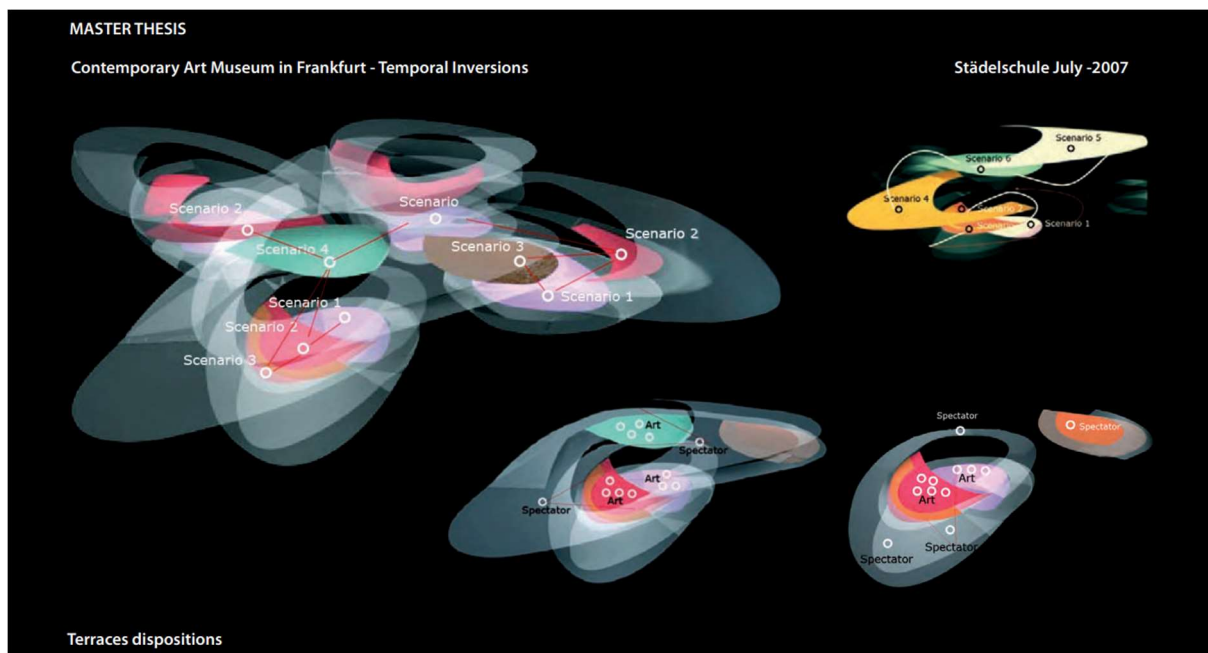 MASTER THESIS
Contemporary Art Museum in Frankfurt - Temporal Inversions
Städelschule July -2007
Scenario 2
Scenario
Scenario 4
Scenario 3
Scenario 2
Scenario 1
Scenario 1
Scenario 2
Scenario 3
Scenario 5
Scenario 6
Scenario 4
Scenario 2
Scenario
Scenario 1
Art
Spectator
Art
Art
Spectator
Spectator
Spectator
Art
Art
Spectator
Spectator
Terraces dispositions